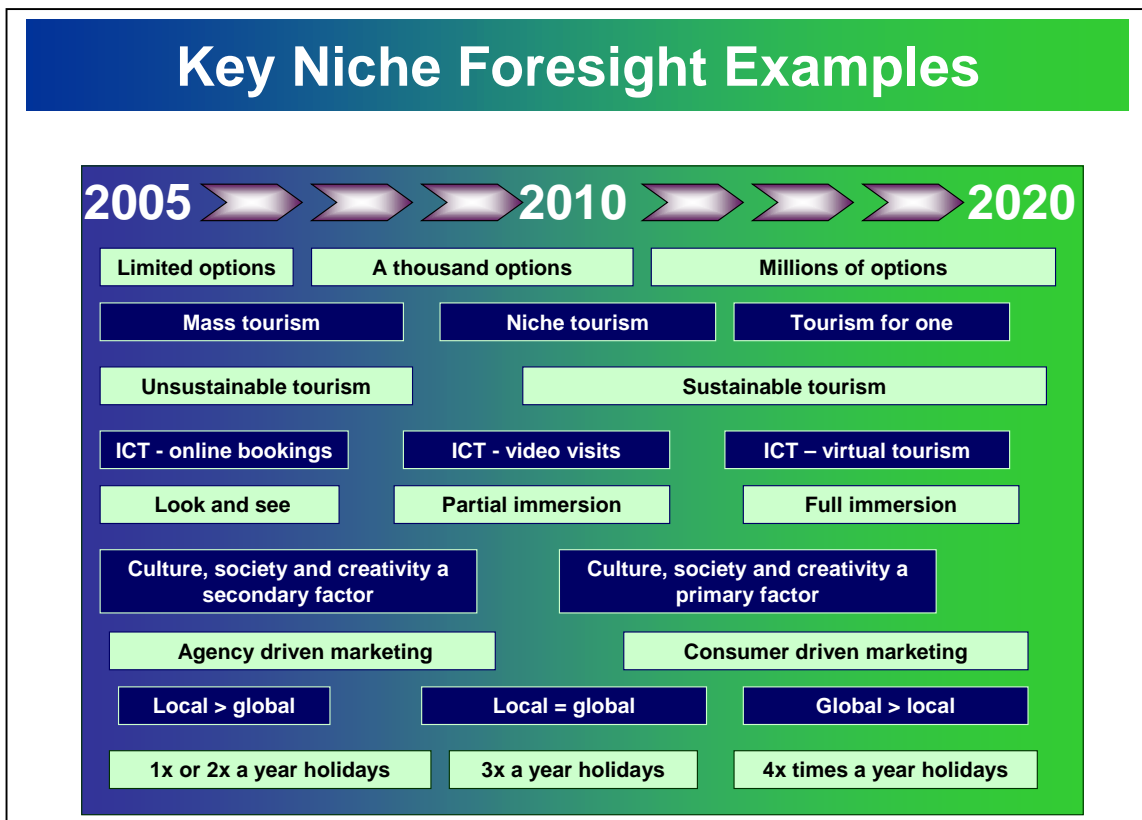 Key Niche Foresight Examples
2005 2010 2020
Limited options A thousand options Millions of options
Mass tourism Niche tourism Tourism for one
Unsustainable tourism Sustainable tourism
ICT - online bookings ICT - video visits ICT – virtual tourism
Look and see Partial immersion Full immersion
Culture, society and creativity a
secondary factor
Culture, society and creativity a
primary factor
Agency driven marketing Consumer driven marketing
Local > global Local = global Global > local
1x or 2x a year holidays 3x a year holidays 4x times a year holidays